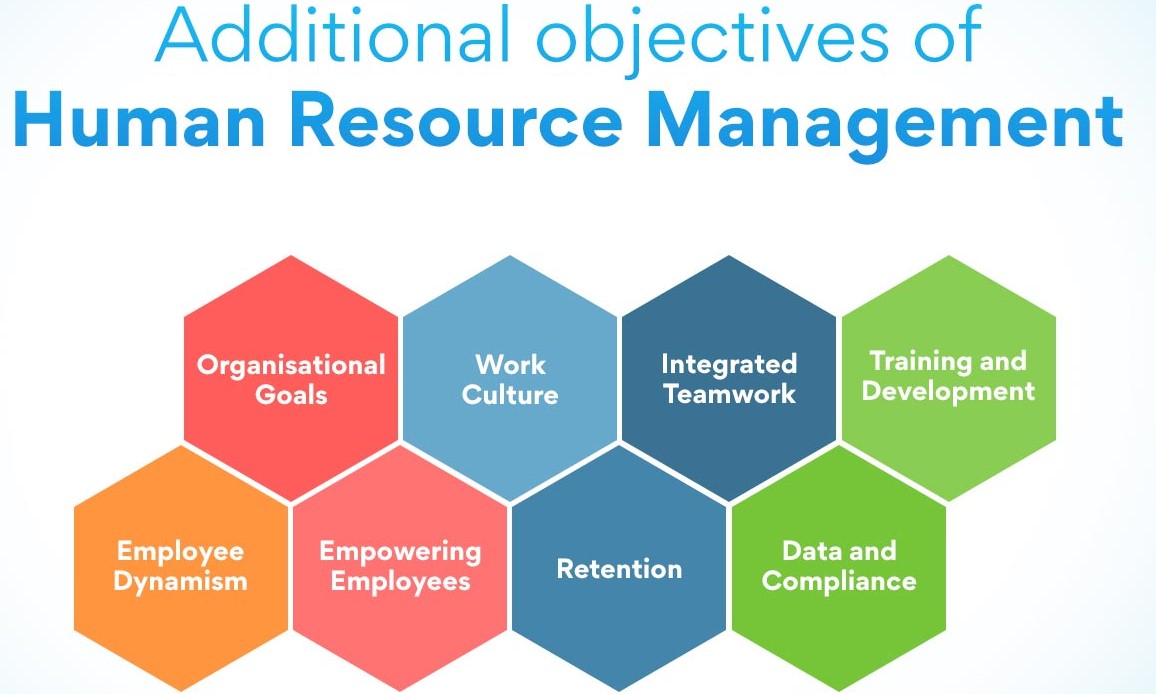 Additional objectives of
Human Resource Management
Organisational
Goals
Work
Culture
Integrated
Teamwork
Training and
Development
Employee
Dynamism
Empowering
Employees
Retention
Data and
Compliance